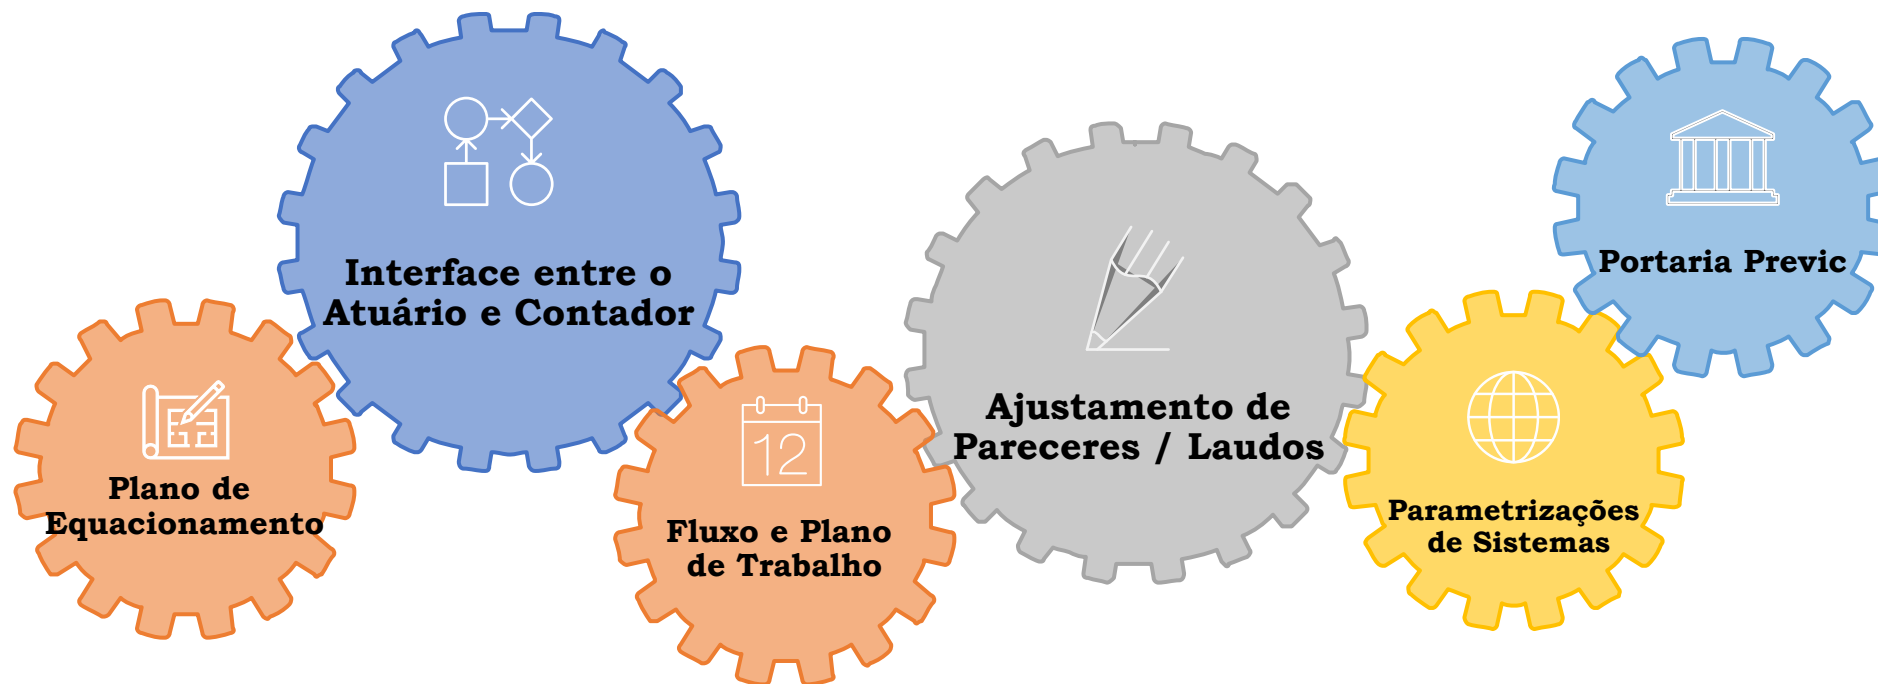 Plano de
Equacionamento
Interface entre o
Atuário e Contador
12
Fluxo e Plano
de Trabalho
Ajustamento de
Pareceres / Laudos
Parametrizações
de Sistemas
Portaria Previc